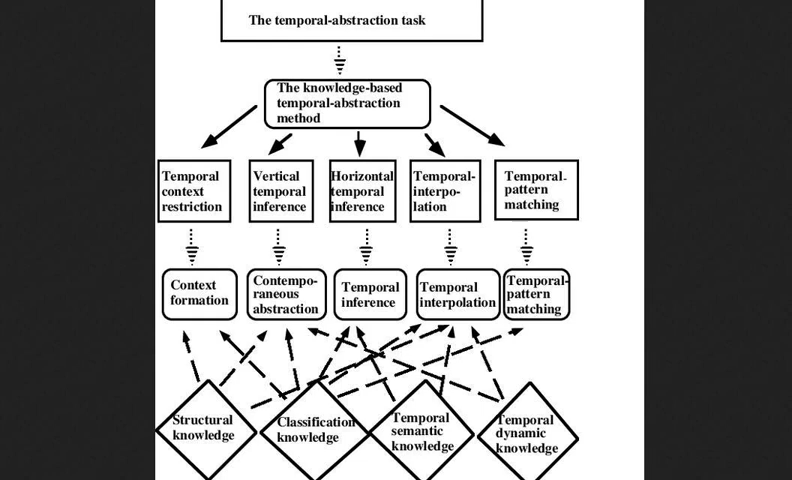 The temporal-abstraction task
The knowledge-based
temporal-abstraction
method
Temporal
context
restriction
Vertical
temporal
inference
Horizontal
temporal
inference
Temporal-
interpo-
lation
Temporal-
pattern
matching
Context
formation
Contempo-
raneous
abstraction
Temporal
inference
Temporal
interpolation
Temporal-
pattern
matching
Structural
knowledge
Classification
knowledge
Temporal
semantic
knowledge
Temporal
dynamic
knowledge